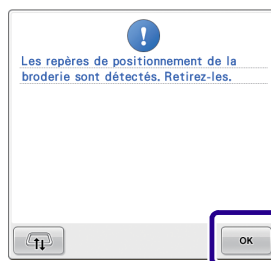 Les repères de positionnement de la
broderie sont détectés. Retirez-les.
OK